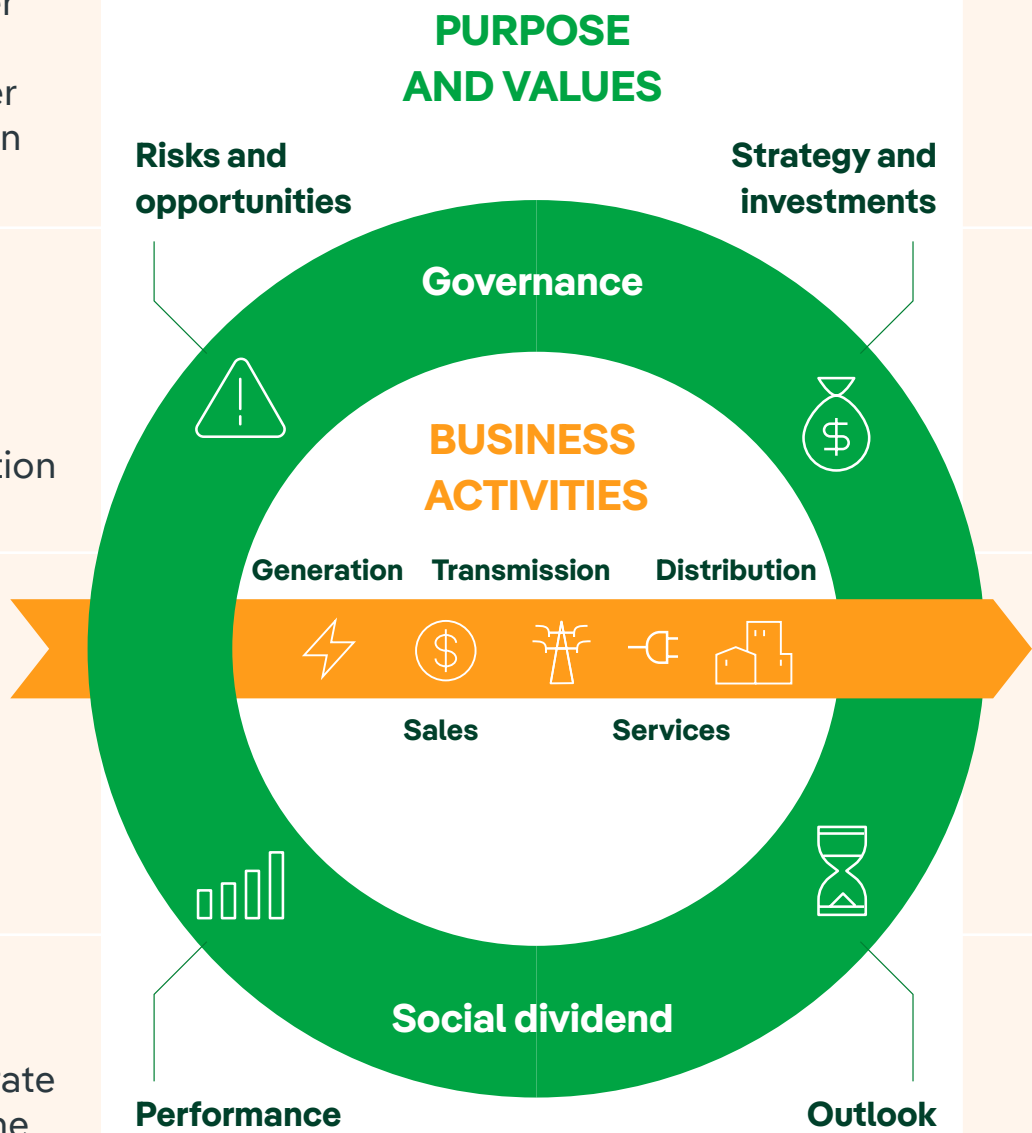 PURPOSE
AND VALUES
Risks and
opportunities
Strategy and
investments
Governance
BUSINESS
ACTIVITIES
Generation
Transmission
Distribution
$
$
Sales
Services
Social dividend
Performance
Outlook